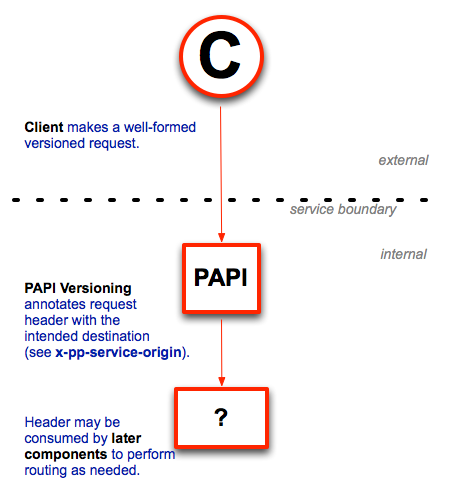 C
Client makes a well-formed
versioned request.
external
service boundary
internal
PAPI
PAPI Versioning
annotates request
header with the
intended destination
(see x-pp-service-origin).
?
Header may be
consumed by later
components to perform
routing as needed.